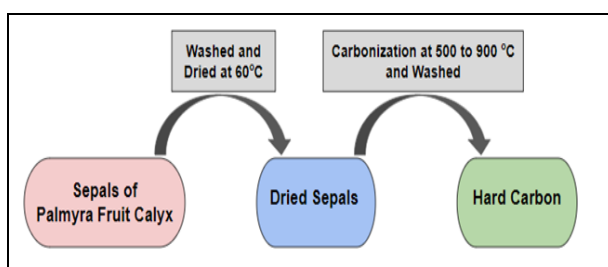 Washed and
Dried at 60°C
Carbonization at 500 to 900 °C
and Washed
Sepals of
Palmyra Fruit Calyx
Dried Sepals
Hard Carbon